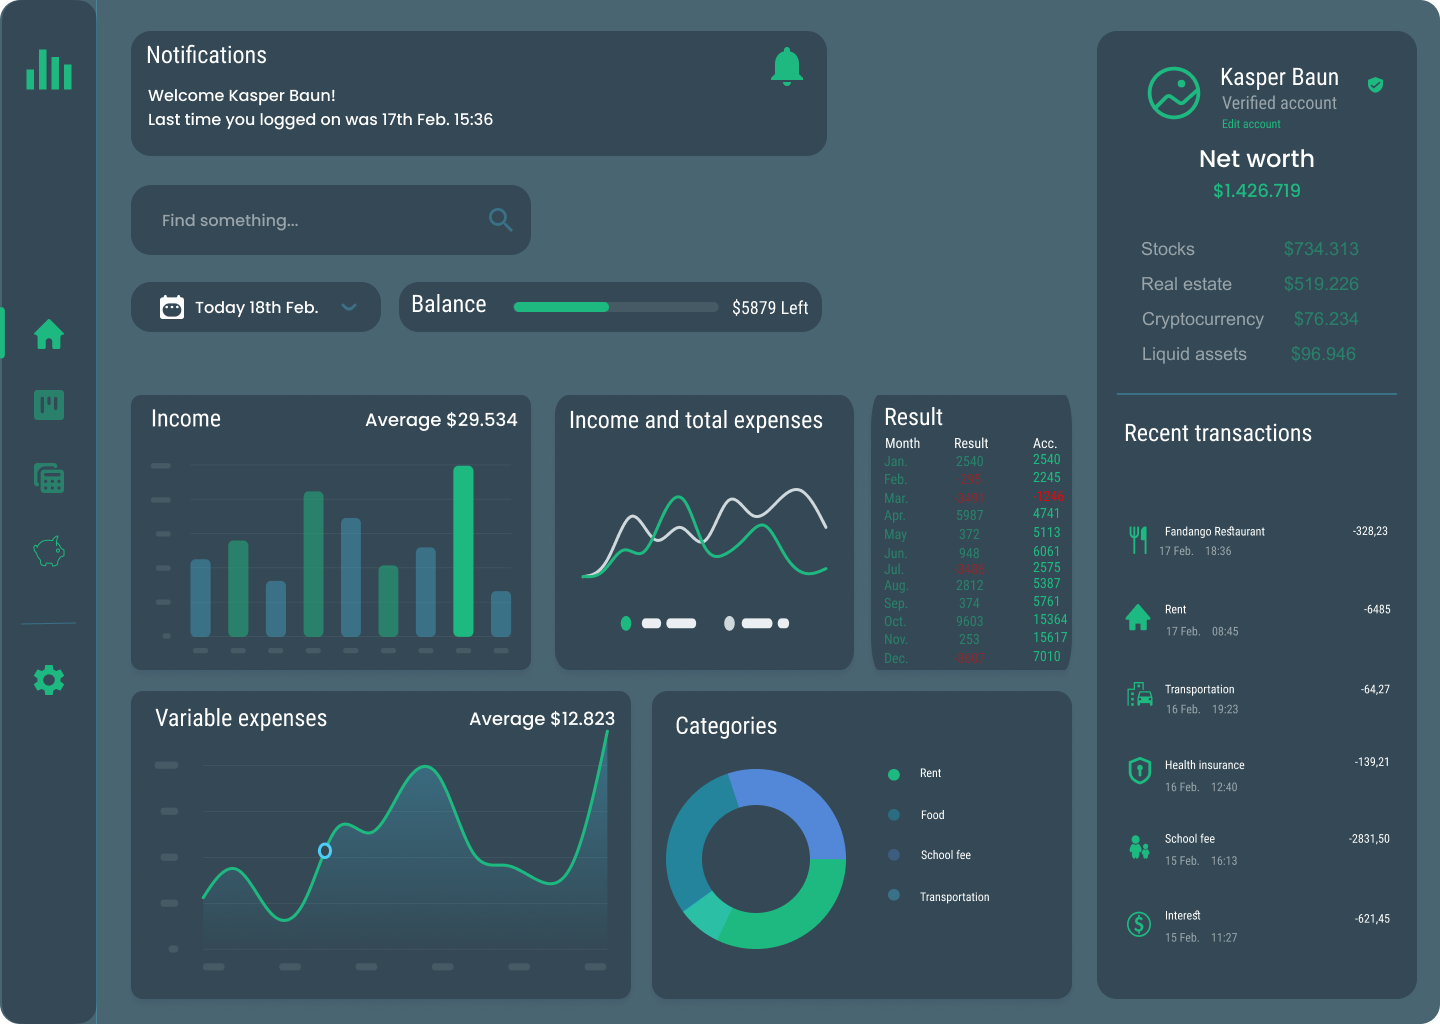 Notifications
Welcome Kasper Baun!
Last time you logged on was 17th Feb. 15:36
Find something...
Today 18th Feb.
Balance
$5879 Left
Income
Average $29.534
Income and total expenses
Result
Month Result Acc.
Jan. 2540 2540
Feb. 2245
Mar. -1246
Apr. 5987 4741
May 372 5113
Jun. 948 6061
Jul. 2575
Aug. 2812 5387
Sep. 374 5761
Oct. 9603 15364
Nov. 253 15617
Dec. 7010
Variable expenses
Average $12.823
Categories
Rent
Food
School fee
Transportation
Kasper Baun
Verified account
Edit account
Net worth
$1.426.719
Stocks $734.313
Real estate $519.226
Cryptocurrency $76.234
Liquid assets $96.946
Recent transactions
Fandango Restaurant -328,23
17 Feb. 18:36
Rent -6485
17 Feb. 08:45
Transportation -64,27
16 Feb. 19:23
Health insurance -139,21
16 Feb. 12:40
School fee -2831,50
15 Feb. 16:13
Interest -621,45
15 Feb. 11:27